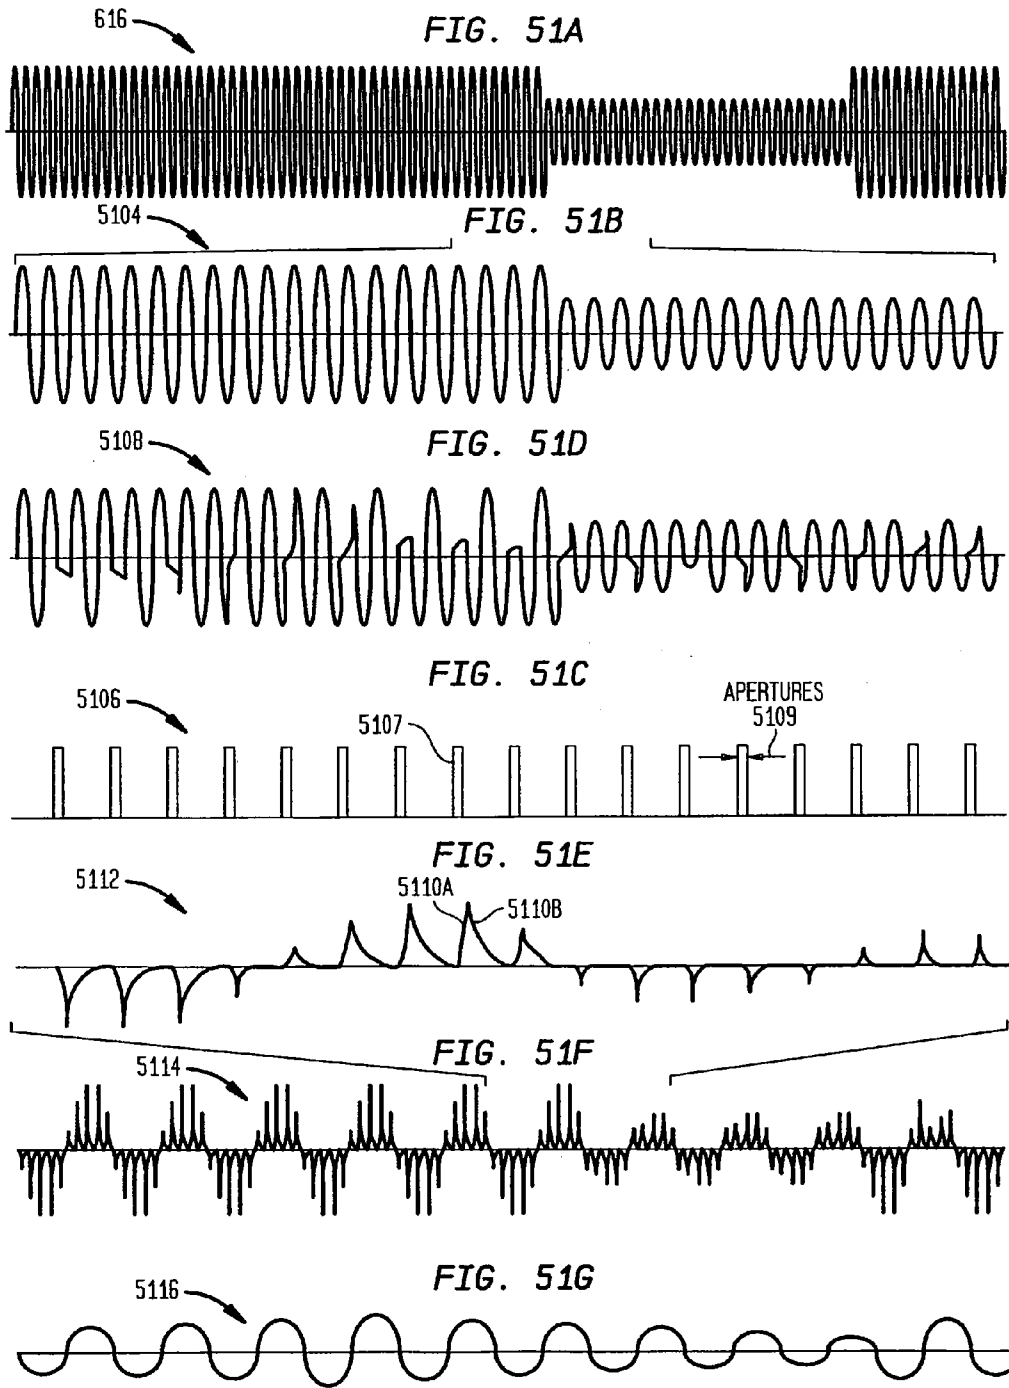 616
FIG. 51A
5104
FIG. 51B
5108
FIG. 51D
FIG. 51C
5106
5107
APERTURES
5109
FIG. 51E
5112
5110A
5110B
FIG. 51F
5114
FIG. 51G
5116